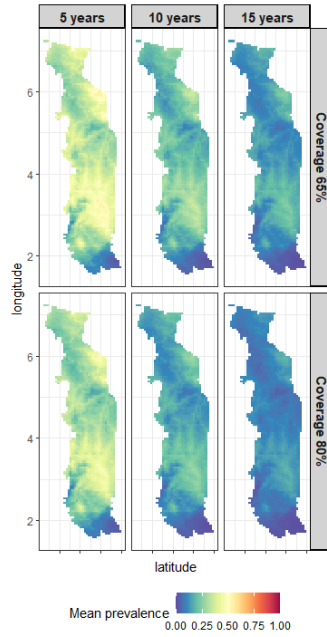 5 years 10 years 15 years
6
4
2
Coverage 65%
longitude
6
4
2
Coverage 80%
latitude
Mean prevalence
0.00 0.25 0.50 0.75 1.00